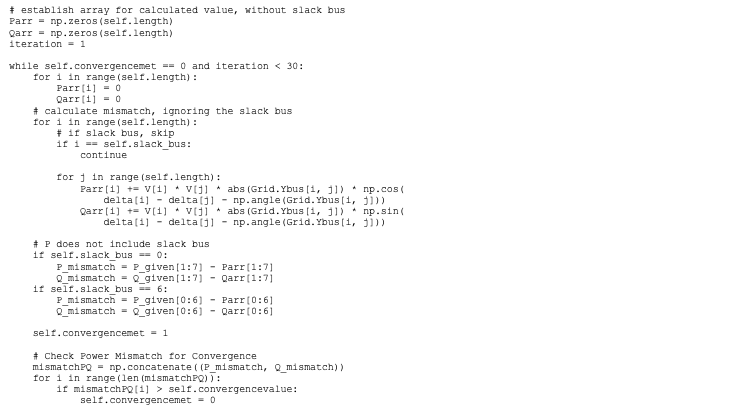 # establish array for calculated value, without slack bus
Parr = np.zeros(self.length)
Qarr = np.zeros(self.length)
iteration = 1

while self.convergencemet == 0 and iteration < 30:
    for i in range(self.length):
        Parr[i] = 0
        Qarr[i] = 0
    # calculate mismatch, ignoring the slack bus
    for i in range(self.length):
        # if slack bus, skip
        if i == self.slack_bus:
            continue

        for j in range(self.length):
            Parr[i] += V[i] * V[j] * abs(Grid.Ybus[i, j]) * np.cos(
                delta[i] - delta[j] - np.angle(Grid.Ybus[i, j]))
            Qarr[i] += V[i] * V[j] * abs(Grid.Ybus[i, j]) * np.sin(
                delta[i] - delta[j] - np.angle(Grid.Ybus[i, j]))

    # P does not include slack bus
    if self.slack_bus == 0:
        P_mismatch = P_given[1:7] - Parr[1:7]
        Q_mismatch = Q_given[1:7] - Qarr[1:7]
    if self.slack_bus == 6:
        P_mismatch = P_given[0:6] - Parr[0:6]
        Q_mismatch = Q_given[0:6] - Qarr[0:6]

    self.convergencemet = 1

    # Check Power Mismatch for Convergence
    mismatchPQ = np.concatenate((P_mismatch, Q_mismatch))
    for i in range(len(mismatchPQ)):
        if mismatchPQ[i] > self.convergencevalue:
            self.convergencemet = 0